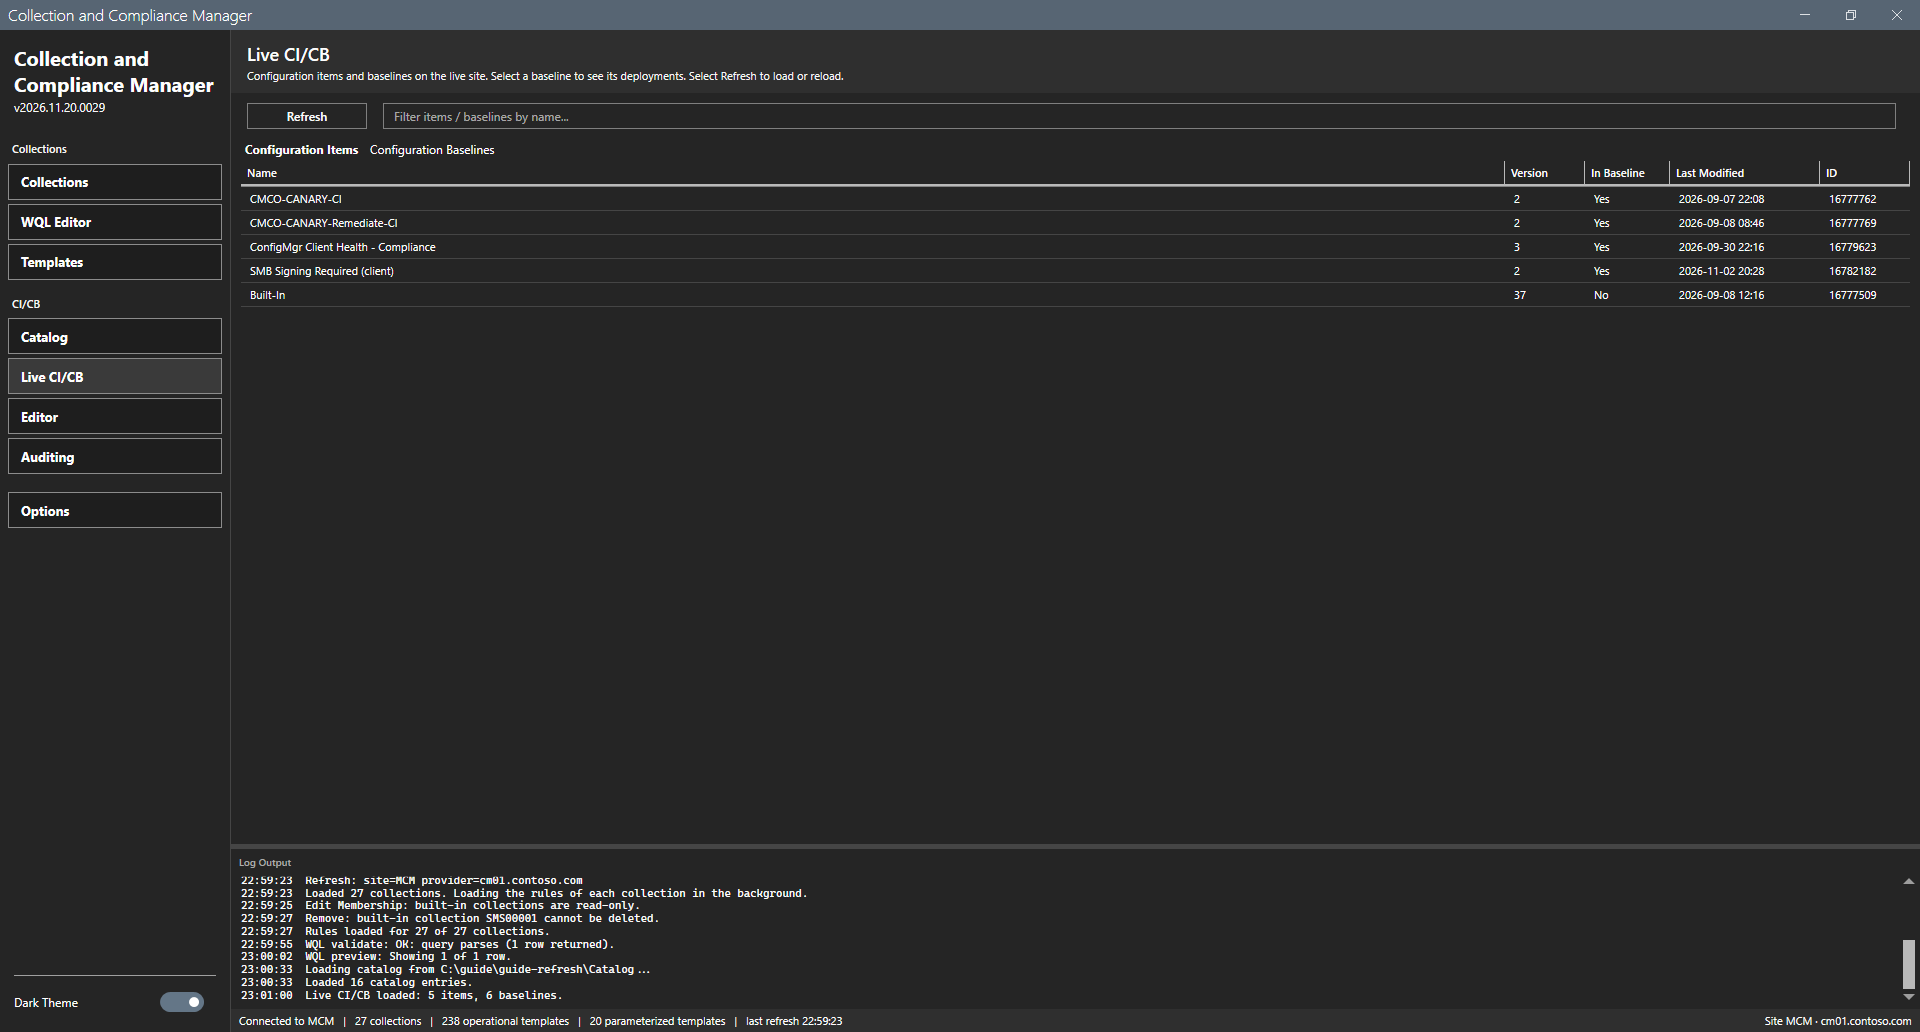 Collection and Compliance Manager
Collection and
Compliance Manager
v2026.11.20.0029
Collections
Collections
WQL Editor
Templates
CI/CB
Catalog
Live CI/CB
Editor
Auditing
Options
Dark Theme
Live CI/CB
Configuration items and baselines on the live site. Select a baseline to see its deployments. Select Refresh to load or reload.
Refresh
Filter items / baselines by name...
Configuration Items Configuration Baselines
Name Version In Baseline Last Modified ID
CMCO-CANARY-CI 2 Yes 2026-09-07 22:08 16777762
CMCO-CANARY-Remediate-CI 2 Yes 2026-09-08 08:46 16777769
ConfigMgr Client Health - Compliance 3 Yes 2026-09-30 22:16 16779623
SMB Signing Required (client) 2 Yes 2026-11-02 20:28 16782182
Built-In 37 No 2026-09-08 12:16 16777509
Log Output
22:59:23 Refresh: site=MCM provider=cm01.contoso.com
22:59:23 Loaded 27 collections. Loading the rules of each collection in the background.
22:59:25 Edit Membership: built-in collections are read-only.
22:59:27 Remove: built-in collection SMS00001 cannot be deleted.
22:59:27 Rules loaded for 27 of 27 collections.
22:59:55 WQL validate: OK: query parses (1 row returned).
23:00:02 WQL preview: Showing 1 of 1 row.
23:00:33 Loading catalog from C:\guide\guide-refresh\Catalog...
23:00:33 Loaded 16 catalog entries.
23:01:00 Live CI/CB loaded: 5 items, 6 baselines.
Connected to MCM | 27 collections | 238 operational templates | 20 parameterized templates | last refresh 22:59:23
Site MCM · cm01.contoso.com